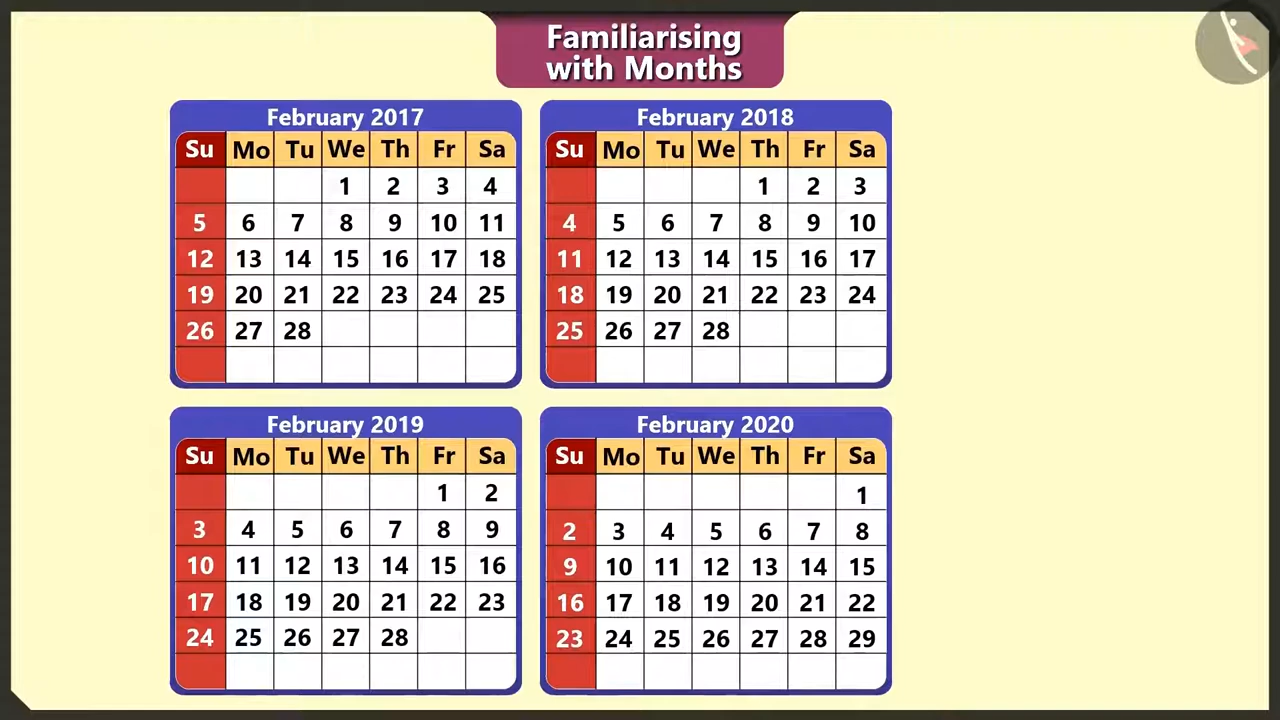 Familiarising
with Months
February 2017
Su Mo Tu We Th Fr Sa
1 2 3 4
5 6 7 8 9 10 11
12 13 14 15 16 17 18
19 20 21 22 23 24 25
26 27 28
February 2018
Su Mo Tu We Th Fr Sa
1 2 3
4 5 6 7 8 9 10
11 12 13 14 15 16 17
18 19 20 21 22 23 24
25 26 27 28
February 2019
Su Mo Tu We Th Fr Sa
1 2
3 4 5 6 7 8 9
10 11 12 13 14 15 16
17 18 19 20 21 22 23
24 25 26 27 28
February 2020
Su Mo Tu We Th Fr Sa
1
2 3 4 5 6 7 8
9 10 11 12 13 14 15
16 17 18 19 20 21 22
23 24 25 26 27 28 29